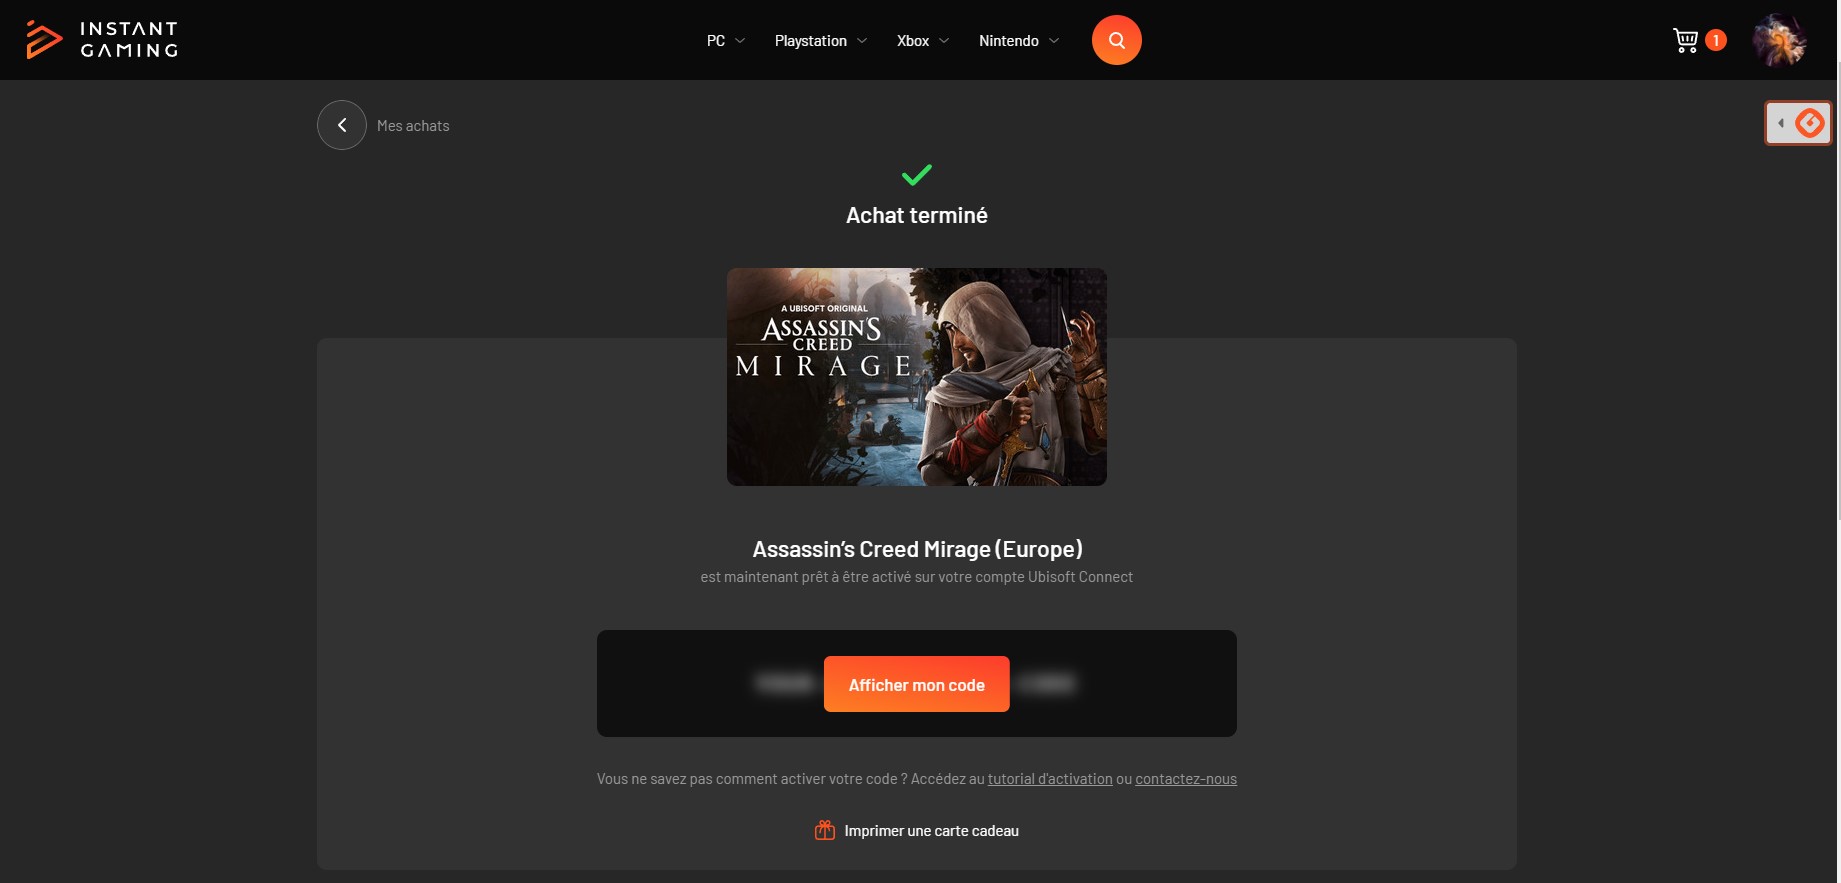 INSTANT
GAMING
PC
Playstation
Xbox
Nintendo
1
Mes achats
Achat terminé
A UBISOFT ORIGINAL
ASSASSIN'S
CREED
MIRAGE
Assassin's Creed Mirage (Europe)
est maintenant prêt à être activé sur votre compte Ubisoft Connect
Afficher mon code
Vous ne savez pas comment activer votre code ? Accédez au tutorial d'activation ou contactez-nous
Imprimer une carte cadeau